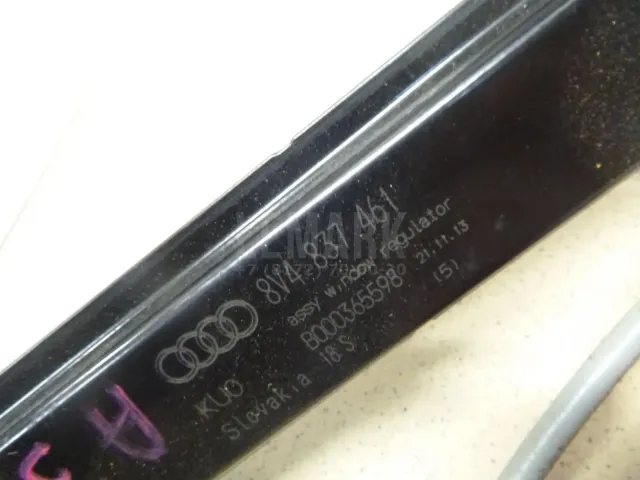 8V4 837 461
assy window regulator
B000365598 21.11.13
KUO 18 S (5)
Slovakia